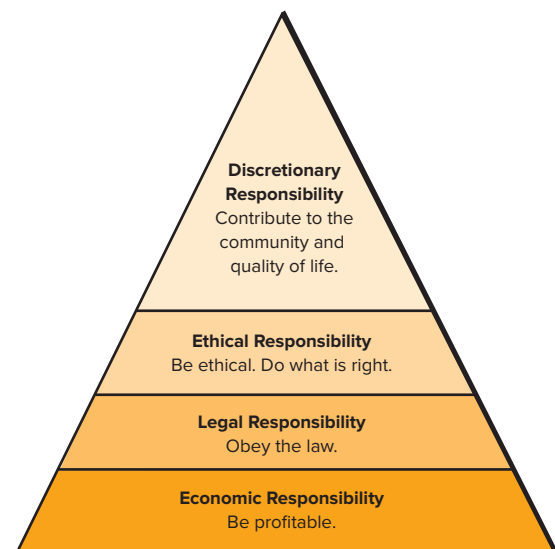 Discretionary
Responsibility
Contribute to the
community and
quality of life.
Ethical Responsibility
Be ethical. Do what is right.
Legal Responsibility
Obey the law.
Economic Responsibility
Be profitable.